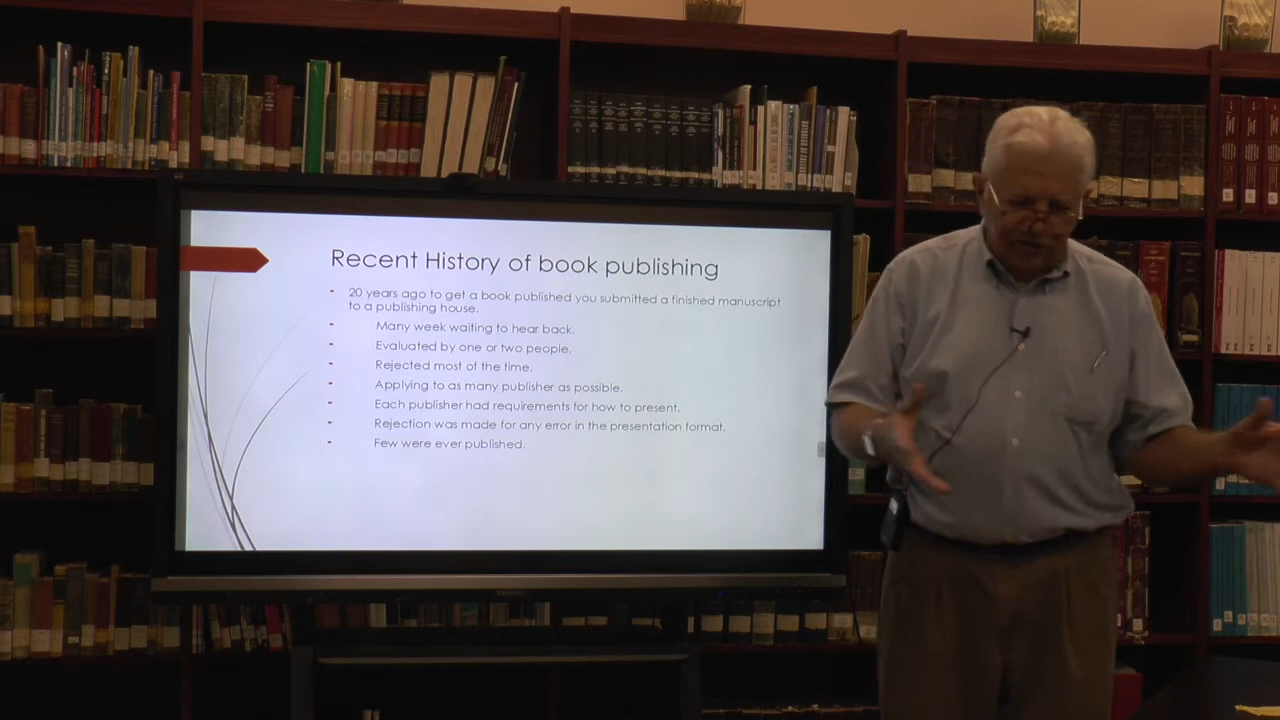 Recent History of book publishing
20 years ago to get a book published you submitted a finished manuscript
to a publishing house.
Many week waiting to hear back.
Evaluated by one or two people.
Rejected most of the time.
Applying to as many publisher as possible.
Each publisher had requirements for how to present.
Rejection was made for any error in the presentation format.
Few were ever published.